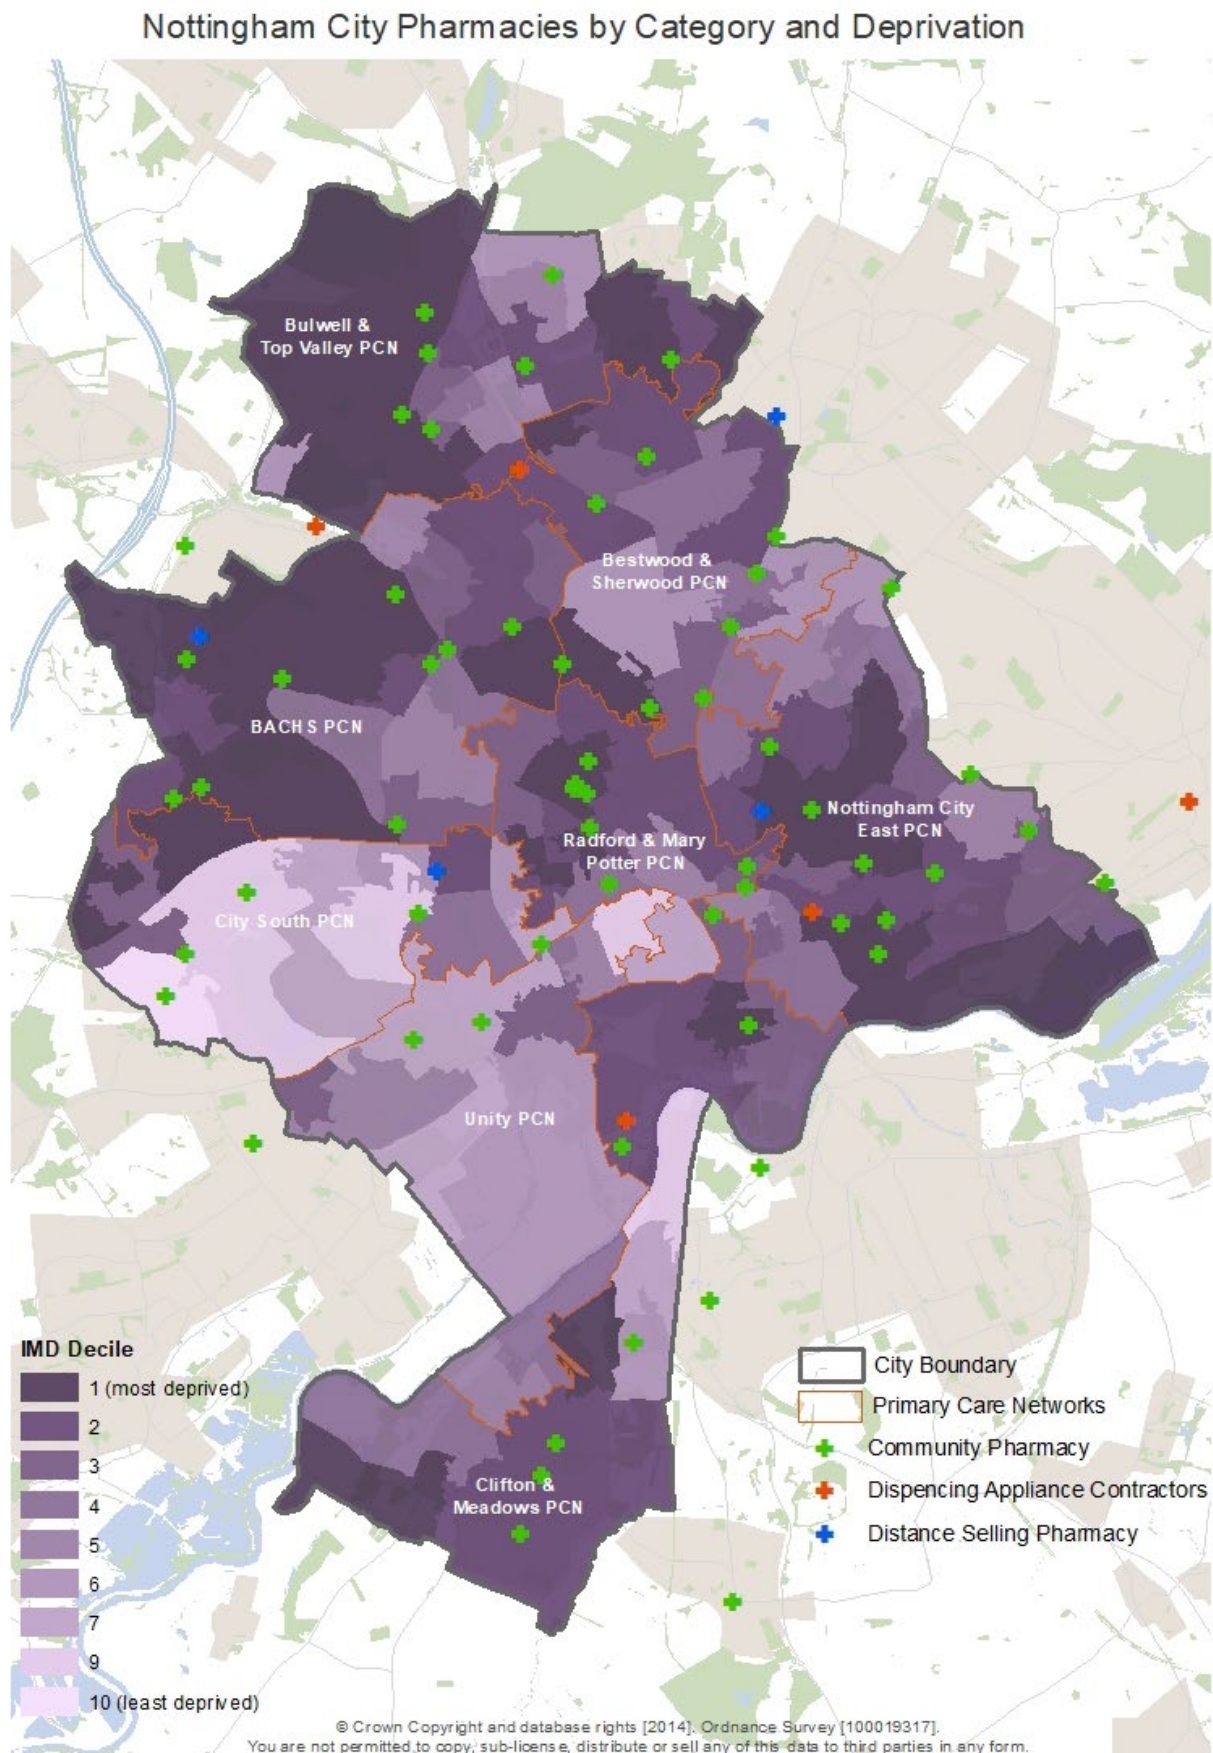 Nottingham City Pharmacies by Category and Deprivation
Bulwell &
Top Valley PCN
Bestwood &
Sherwood PCN
BACHS PCN
Nottingham City
East PCN
Radford & Mary
Potter PCN
City South PCN
Unity PCN
Clifton &
Meadows PCN
IMD Decile
1 (most deprived)
2
3
4
5
6
7
9
10 (least deprived)
City Boundary
Primary Care Networks
Community Pharmacy
Dispencing Appliance Contractors
Distance Selling Pharmacy
© Crown Copyright and database rights [2014]. Ordnance Survey [100019317].
You are not permitted to copy, sub-license, distribute or sell any of this data to third parties in any form.